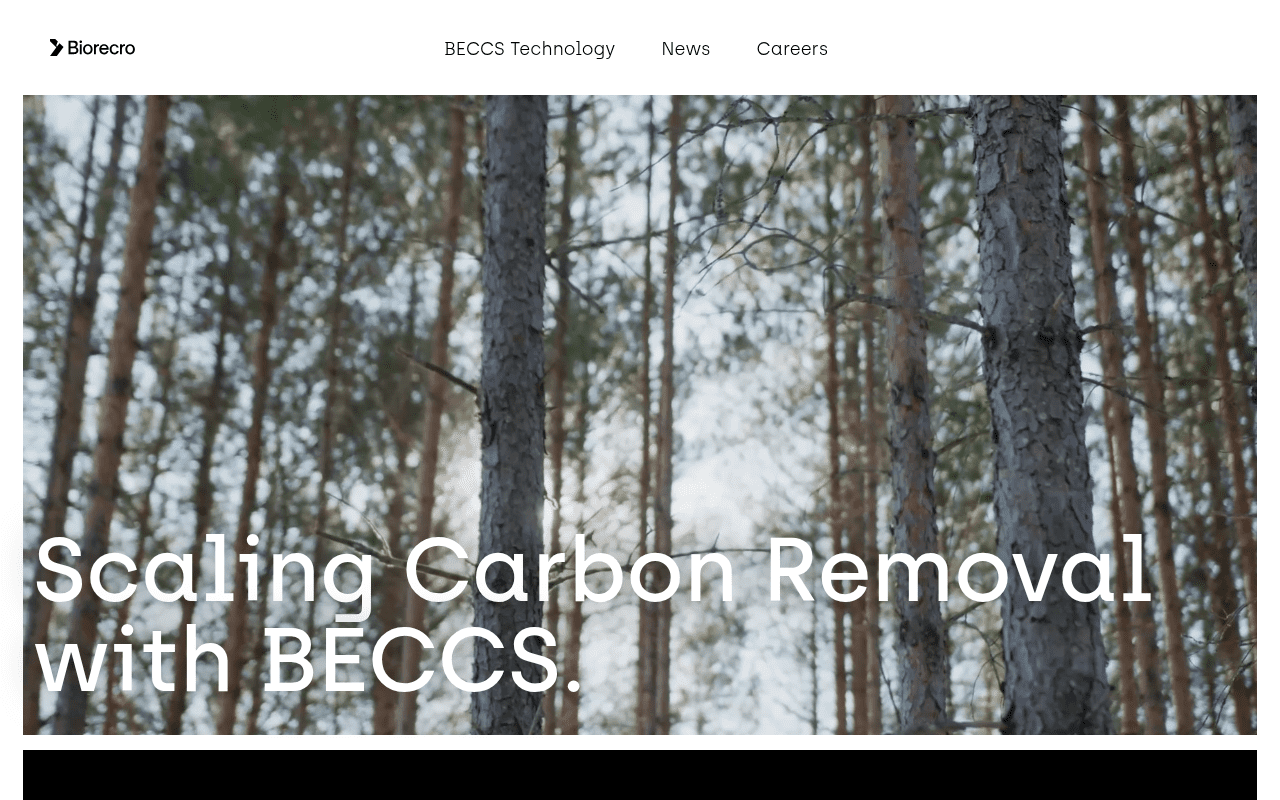 Biorecro
BECCS Technology
News
Careers
Scaling Carbon Removal
with BECCS.